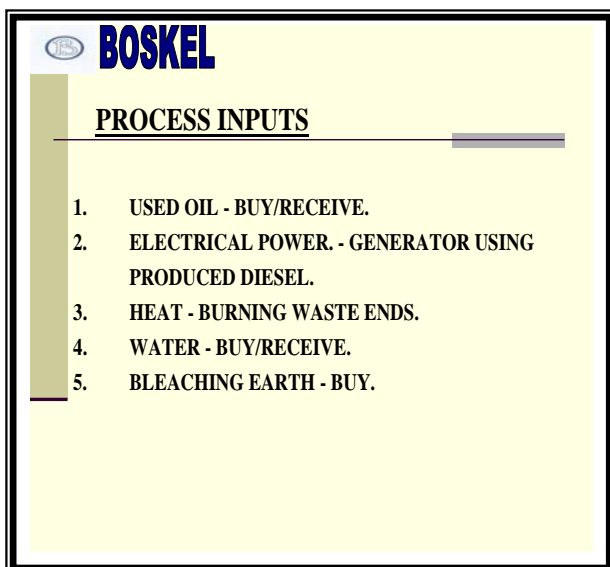 BOSKEL
PROCESS INPUTS
1. USED OIL - BUY/RECEIVE.
2. ELECTRICAL POWER. - GENERATOR USING
PRODUCED DIESEL.
3. HEAT - BURNING WASTE ENDS.
4. WATER - BUY/RECEIVE.
5. BLEACHING EARTH - BUY.